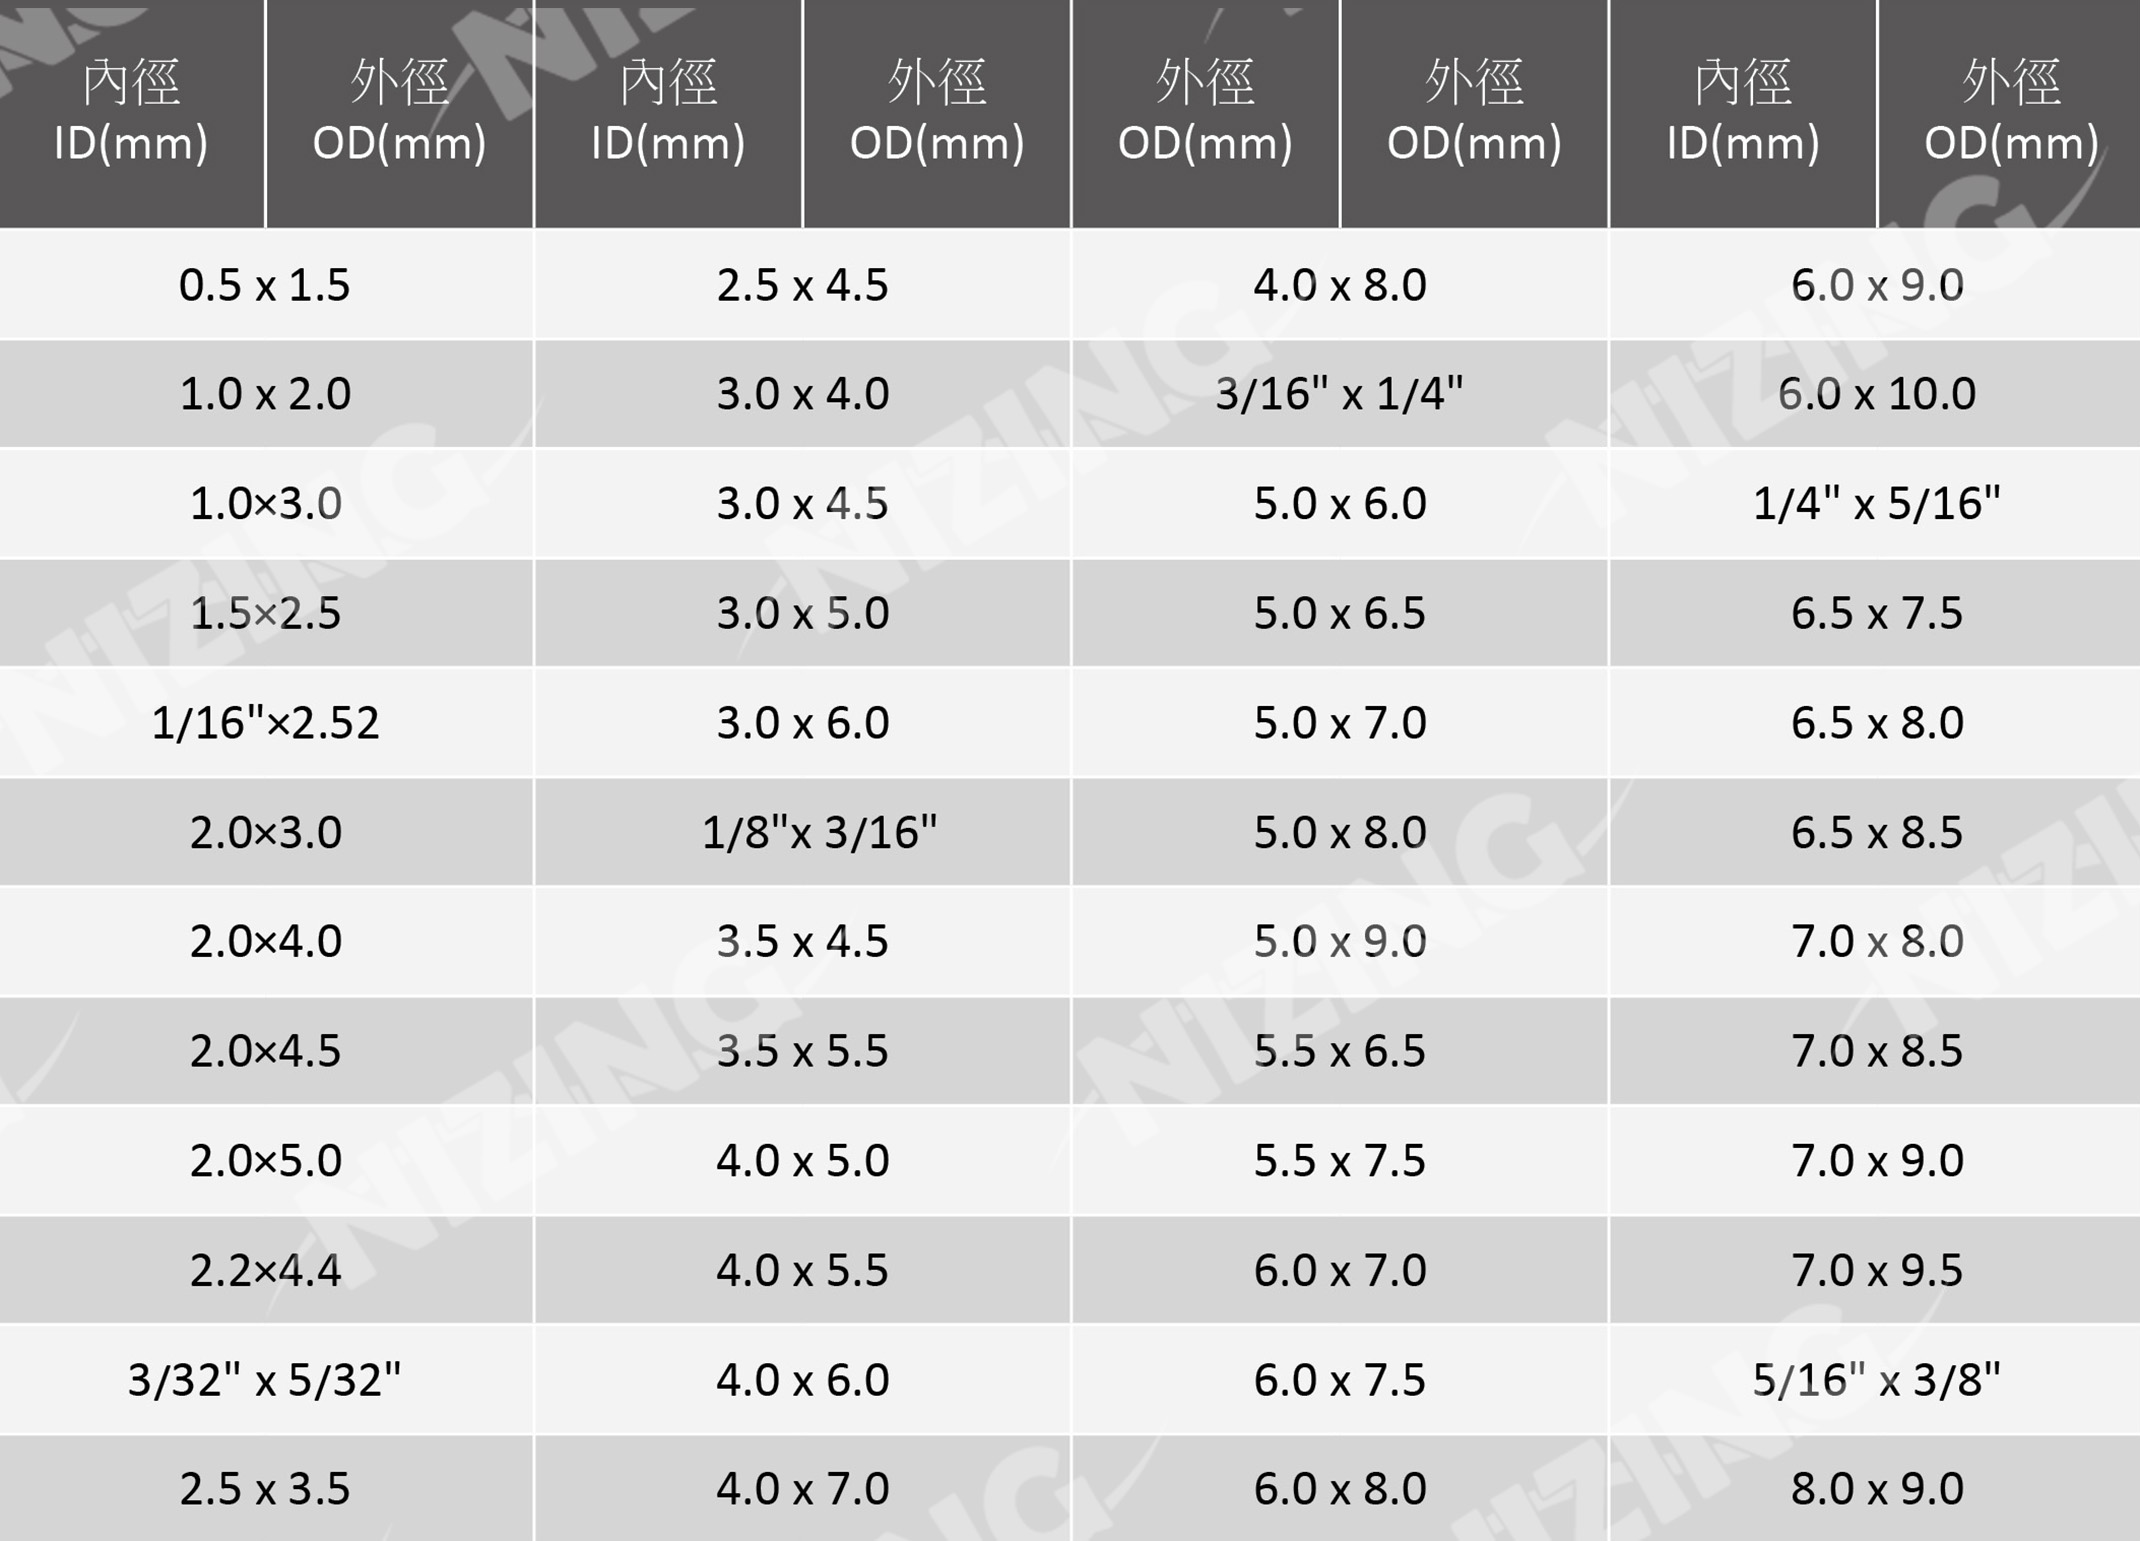 內徑 外徑 內徑 外徑 外徑 外徑 內徑 外徑
ID(mm) OD(mm) ID(mm) OD(mm) OD(mm) OD(mm) ID(mm) OD(mm)
0.5 x 1.5 2.5 x 4.5 4.0 x 8.0 6.0 x 9.0
1.0 x 2.0 3.0 x 4.0 3/16" x 1/4" 6.0 x 10.0
1.0×3.0 3.0 x 4.5 5.0 x 6.0 1/4" x 5/16"
1.5×2.5 3.0 x 5.0 5.0 x 6.5 6.5 x 7.5
1/16"×2.52 3.0 x 6.0 5.0 x 7.0 6.5 x 8.0
2.0×3.0 1/8"x 3/16" 5.0 x 8.0 6.5 x 8.5
2.0×4.0 3.5 x 4.5 5.0 x 9.0 7.0 x 8.0
2.0×4.5 3.5 x 5.5 5.5 x 6.5 7.0 x 8.5
2.0×5.0 4.0 x 5.0 5.5 x 7.5 7.0 x 9.0
2.2×4.4 4.0 x 5.5 6.0 x 7.0 7.0 x 9.5
3/32" x 5/32" 4.0 x 6.0 6.0 x 7.5 5/16" x 3/8"
2.5 x 3.5 4.0 x 7.0 6.0 x 8.0 8.0 x 9.0
NIZING